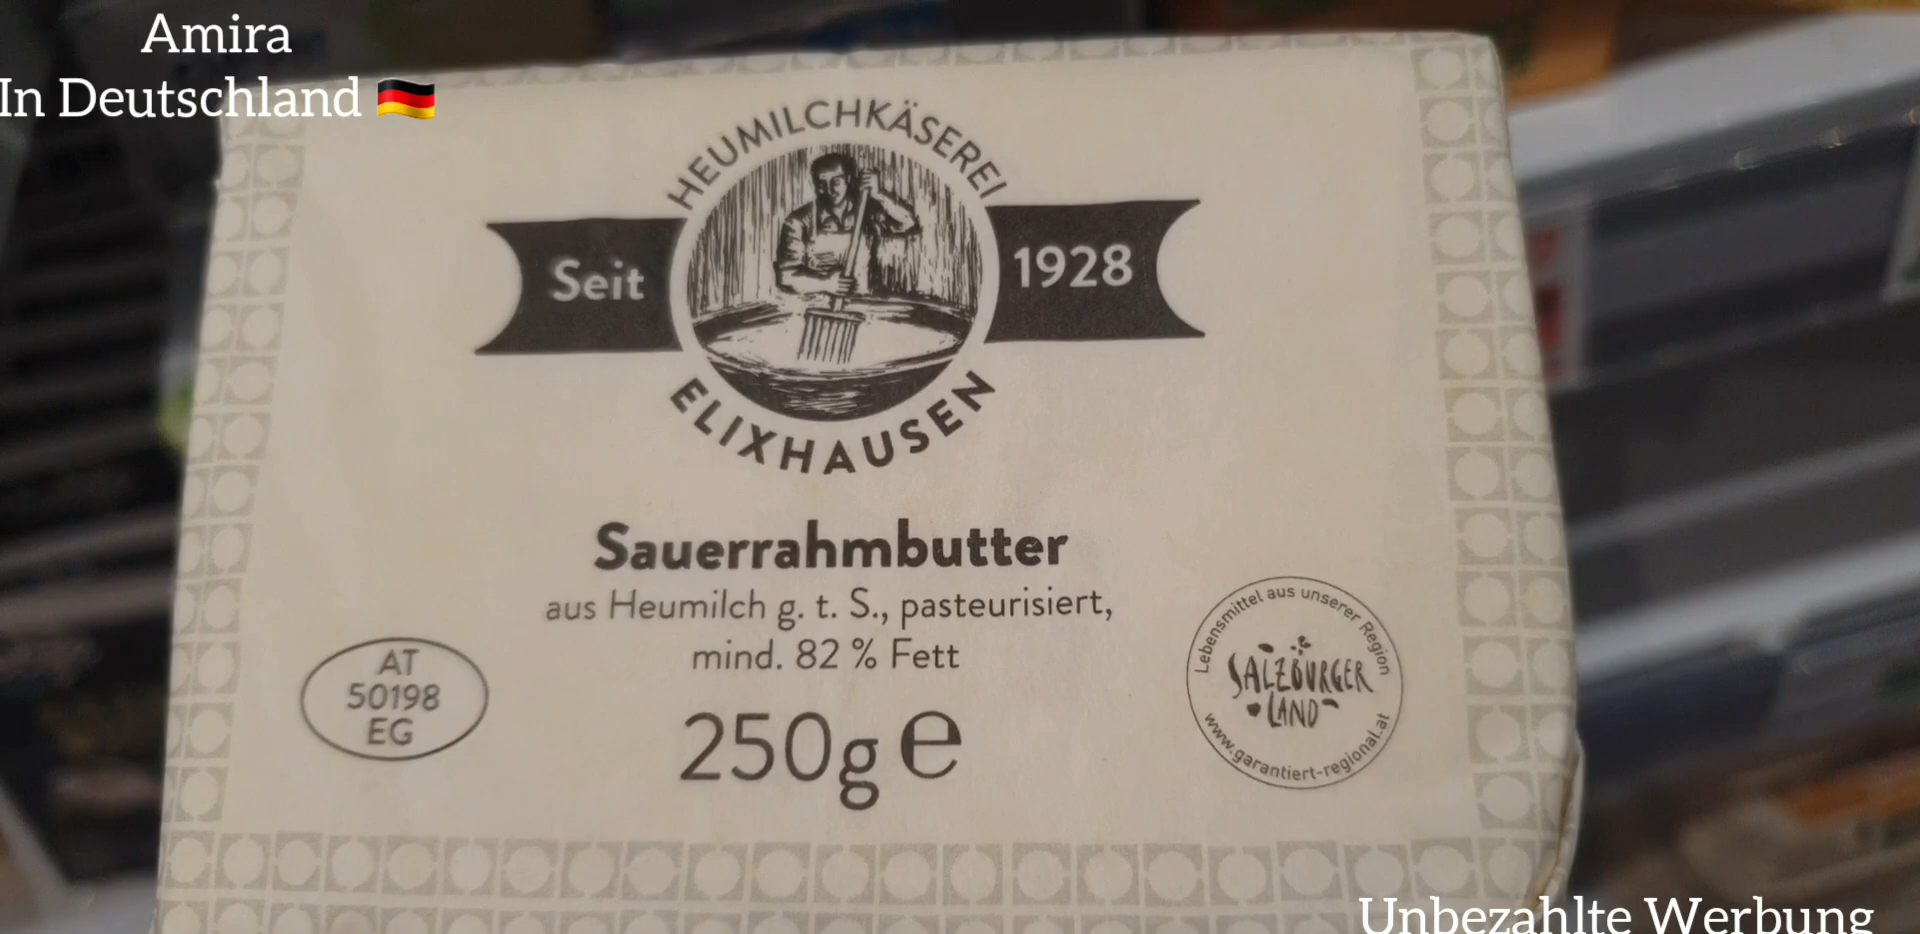 Amira
In Deutschland 🇩🇪
HEUMILCHKÄSEREI
Seit 1928
ELIXHAUSEN
Sauerrahmbutter
aus Heumilch g. t. S., pasteurisiert,
mind. 82 % Fett
250g e
AT
50198
EG
Lebensmittel aus unserer Region
SALZBURGER
LAND
www.garantiert-regional.at
Unbezahlte Werbung